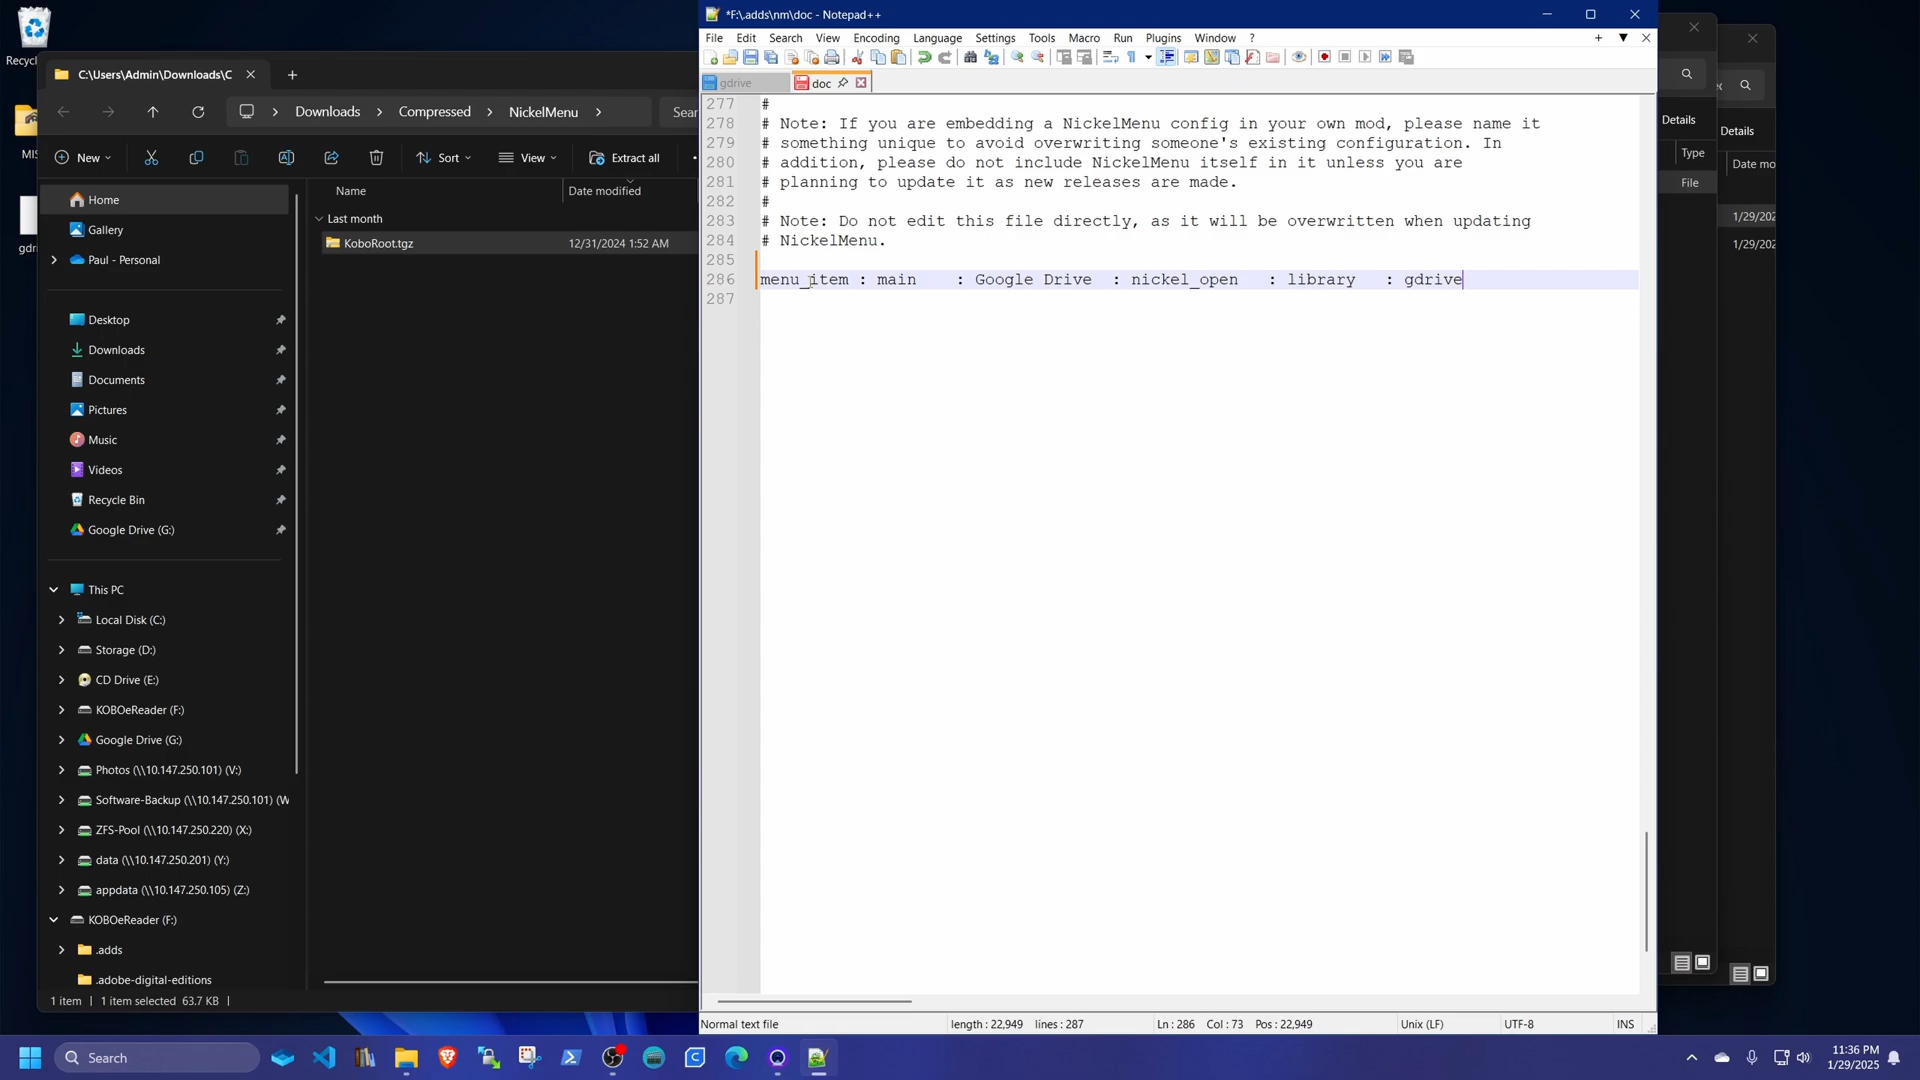 Recyc
MIS
gdri
C:\Users\Admin\Downloads\C
Downloads
Compressed
NickelMenu
Sear
New
Sort
View
Extract all
Home
Gallery
Paul - Personal
Desktop
Downloads
Documents
Pictures
Music
Videos
Recycle Bin
Google Drive (G:)
This PC
Local Disk (C:)
Storage (D:)
CD Drive (E:)
KOBOeReader (F:)
Google Drive (G:)
Photos (\\10.147.250.101) (V:)
Software-Backup (\\10.147.250.101) (W
ZFS-Pool (\\10.147.250.220) (X:)
data (\\10.147.250.201) (Y:)
appdata (\\10.147.250.105) (Z:)
KOBOeReader (F:)
.adds
.adobe-digital-editions
Name
Date modified
Last month
KoboRoot.tgz
12/31/2024 1:52 AM
1 item
1 item selected 63.7 KB
*F:\.adds\nm\doc - Notepad++
File Edit Search View Encoding Language Settings Tools Macro Run Plugins Window ?
gdrive
doc
277 #
278 # Note: If you are embedding a NickelMenu config in your own mod, please name it
279 # something unique to avoid overwriting someone's existing configuration. In
280 # addition, please do not include NickelMenu itself in it unless you are
281 # planning to update it as new releases are made.
282 #
283 # Note: Do not edit this file directly, as it will be overwritten when updating
284 # NickelMenu.
285
286 menu_item : main : Google Drive : nickel_open : library : gdrive
287
Normal text file
length : 22,949 lines : 287
Ln : 286 Col : 73 Pos : 22,949
Unix (LF)
UTF-8
INS
Details
Type
File
Details
Date mo
1/29/202
1/29/202
Search
11:36 PM
1/29/2025